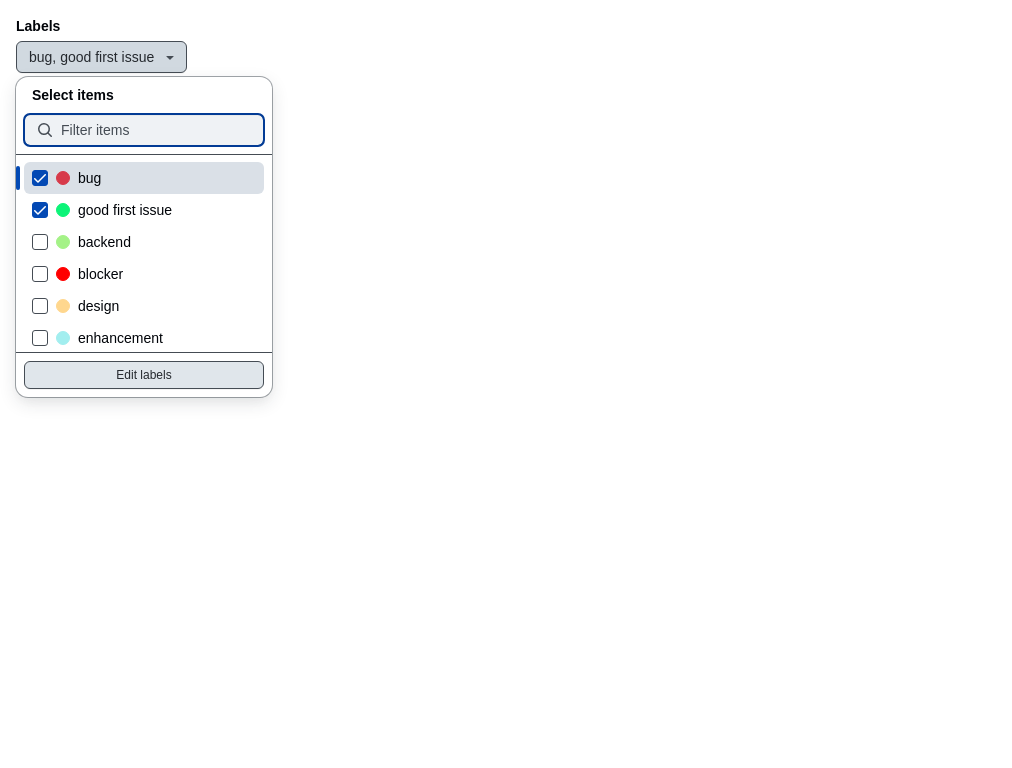 Labels
bug, good first issue
Select items
Filter items
bug
good first issue
backend
blocker
design
enhancement
Edit labels